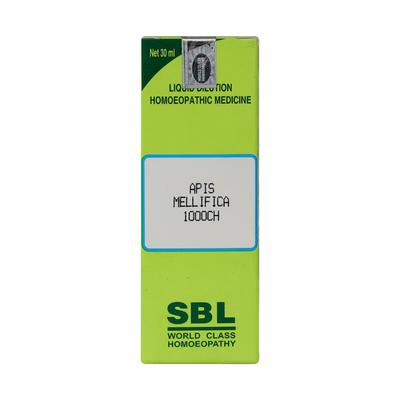 Net 30 ml
LIQUID DILUTION
HOMOEOPATHIC MEDICINE
APIS
MELLIFICA
1000CH
SBL
WORLD CLASS
HOMOEOPATHY